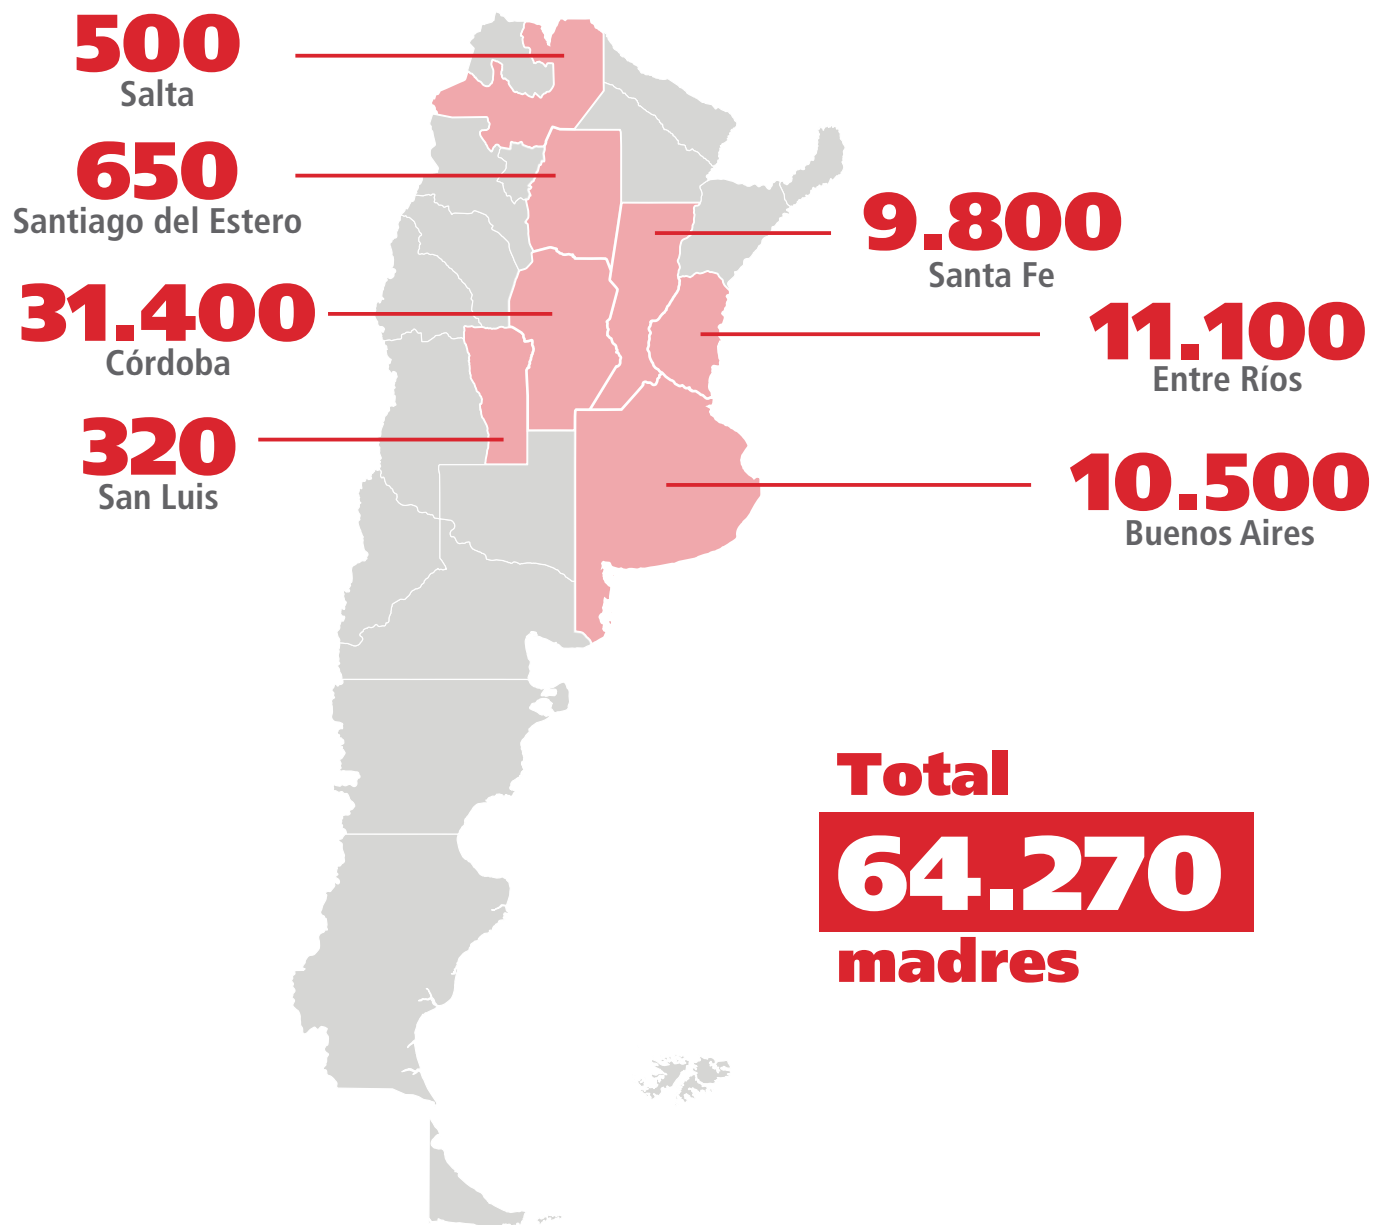 500
Salta
650
Santiago del Estero
31.400
Córdoba
320
San Luis
9.800
Santa Fe
11.100
Entre Ríos
10.500
Buenos Aires
Total
64.270
madres